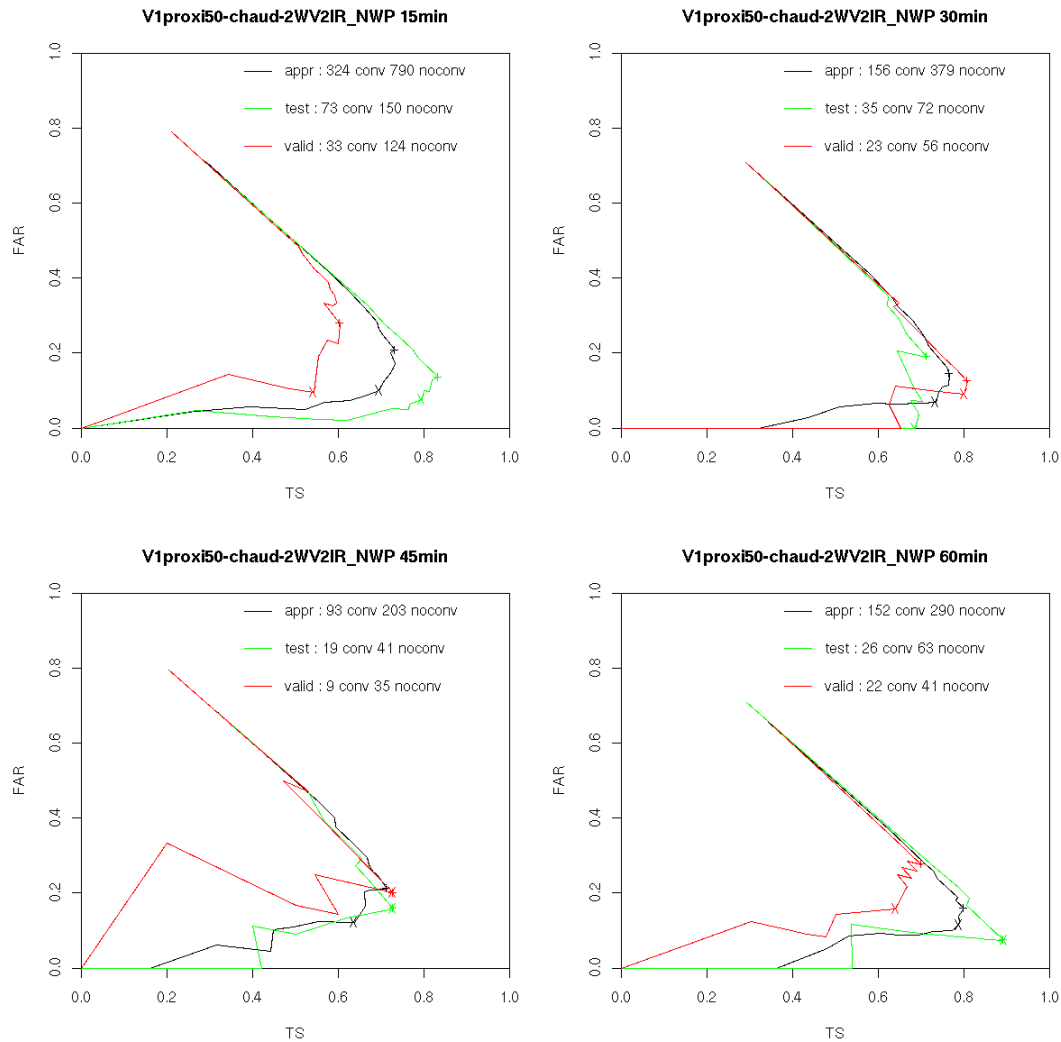 V1proxi50-chaud-2WV2IR_NWP 15min
appr : 324 conv 790 noconv
test : 73 conv 150 noconv
valid : 33 conv 124 noconv
FAR
0.0 0.2 0.4 0.6 0.8 1.0
0.0 0.2 0.4 0.6 0.8 1.0
TS
V1proxi50-chaud-2WV2IR_NWP 30min
appr : 156 conv 379 noconv
test : 35 conv 72 noconv
valid : 23 conv 56 noconv
FAR
0.0 0.2 0.4 0.6 0.8 1.0
0.0 0.2 0.4 0.6 0.8 1.0
TS
V1proxi50-chaud-2WV2IR_NWP 45min
appr : 93 conv 203 noconv
test : 19 conv 41 noconv
valid : 9 conv 35 noconv
FAR
0.0 0.2 0.4 0.6 0.8 1.0
0.0 0.2 0.4 0.6 0.8 1.0
TS
V1proxi50-chaud-2WV2IR_NWP 60min
appr : 152 conv 290 noconv
test : 26 conv 63 noconv
valid : 22 conv 41 noconv
FAR
0.0 0.2 0.4 0.6 0.8 1.0
0.0 0.2 0.4 0.6 0.8 1.0
TS